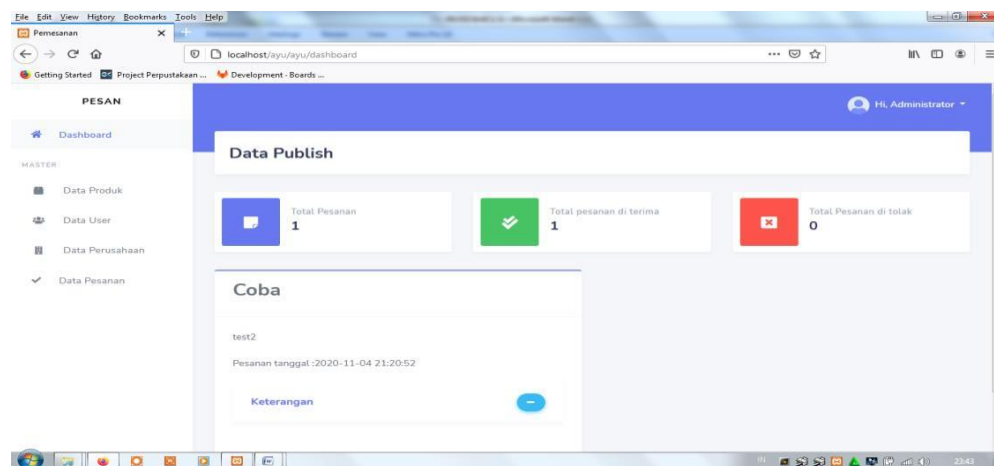 File Edit View History Bookmarks Tools Help
Pemesanan
localhost/ayu/ayu/dashboard
Getting Started Project Perpustakaan ... Development · Boards ...
PESAN
Hi, Administrator
Dashboard
Data Publish
MASTER
Data Produk
Data User
Data Perusahaan
Data Pesanan
Total Pesanan
1
Total pesanan di terima
1
Total Pesanan di tolak
0
Coba
test2
Pesanan tanggal :2020-11-04 21:20:52
Keterangan
IN
23:43